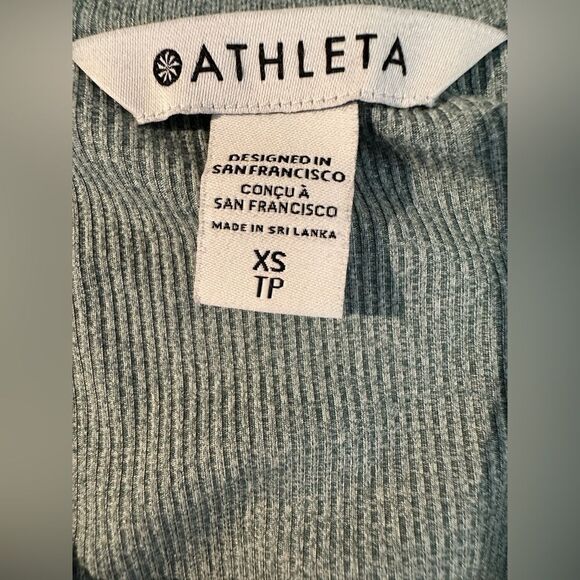 ATHLETA
DESIGNED IN
SAN FRANCISCO
CONÇU À
SAN FRANCISCO
MADE IN SRI LANKA
XS
TP